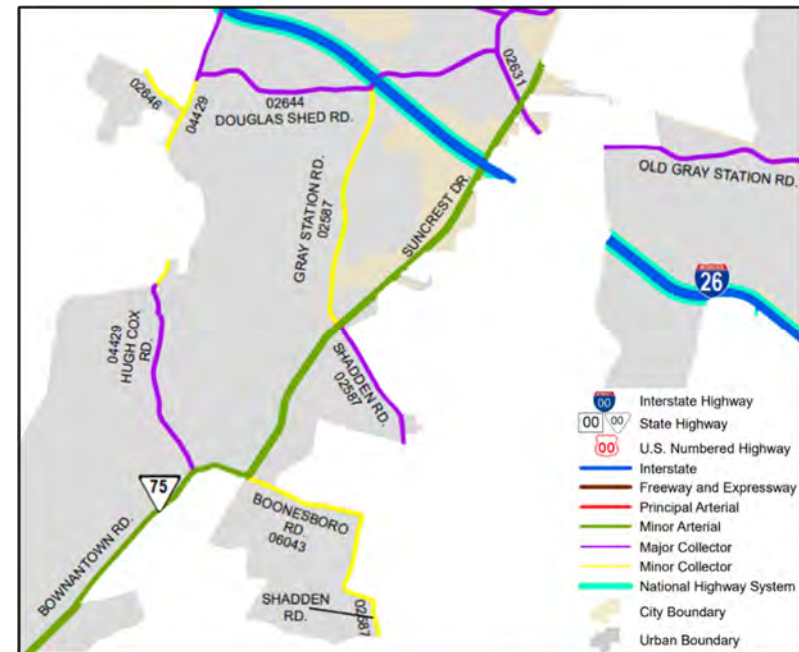 02646
04429
02644
DOUGLAS SHED RD.
02631
GRAY STATION RD.
02587
SUNCREST DR
OLD GRAY STATION RD.
26
04429
HUGH COX
RD.
SHADDEN RD.
02587
75
BOWNANTOWN RD.
BOONESBORO
RD.
06043
SHADDEN
RD.
02587
00 Interstate Highway
00 00 State Highway
00 U.S. Numbered Highway
Interstate
Freeway and Expressway
Principal Arterial
Minor Arterial
Major Collector
Minor Collector
National Highway System
City Boundary
Urban Boundary